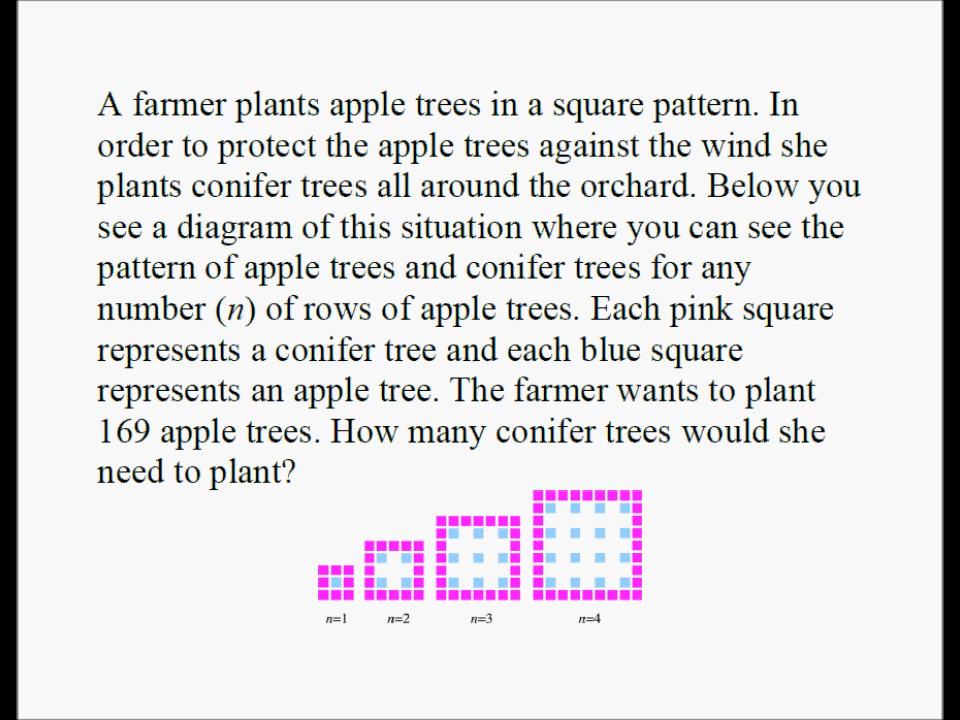 A farmer plants apple trees in a square pattern. In
order to protect the apple trees against the wind she
plants conifer trees all around the orchard. Below you
see a diagram of this situation where you can see the
pattern of apple trees and conifer trees for any
number (n) of rows of apple trees. Each pink square
represents a conifer tree and each blue square
represents an apple tree. The farmer wants to plant
169 apple trees. How many conifer trees would she
need to plant?
n=1 n=2 n=3 n=4